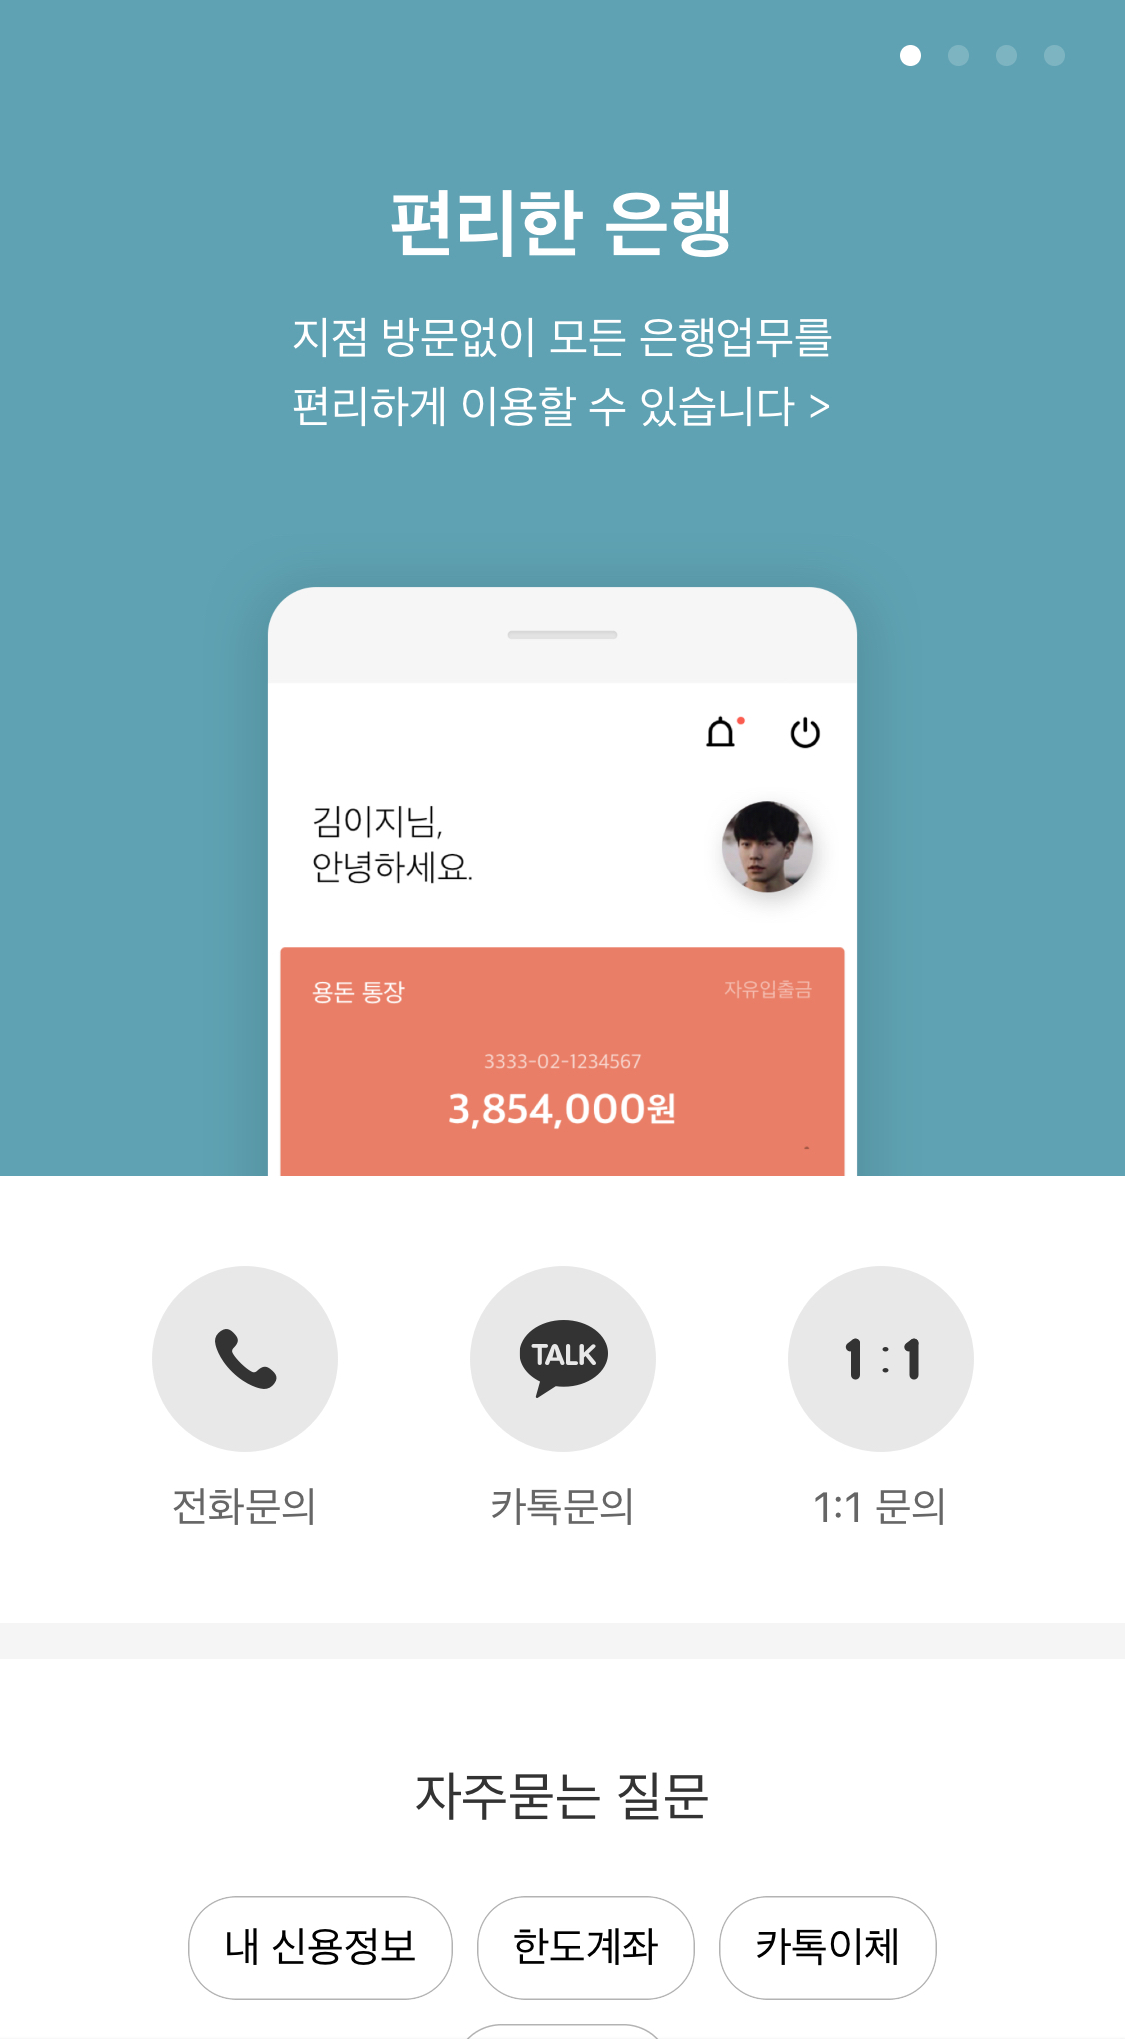 편리한 은행
지점 방문없이 모든 은행업무를
편리하게 이용할 수 있습니다 >
김이지님,
안녕하세요.
용돈 통장 자유입출금
3333-02-1234567
3,854,000원
TALK
1:1
전화문의
카톡문의
1:1 문의
자주묻는 질문
내 신용정보
한도계좌
카톡이체